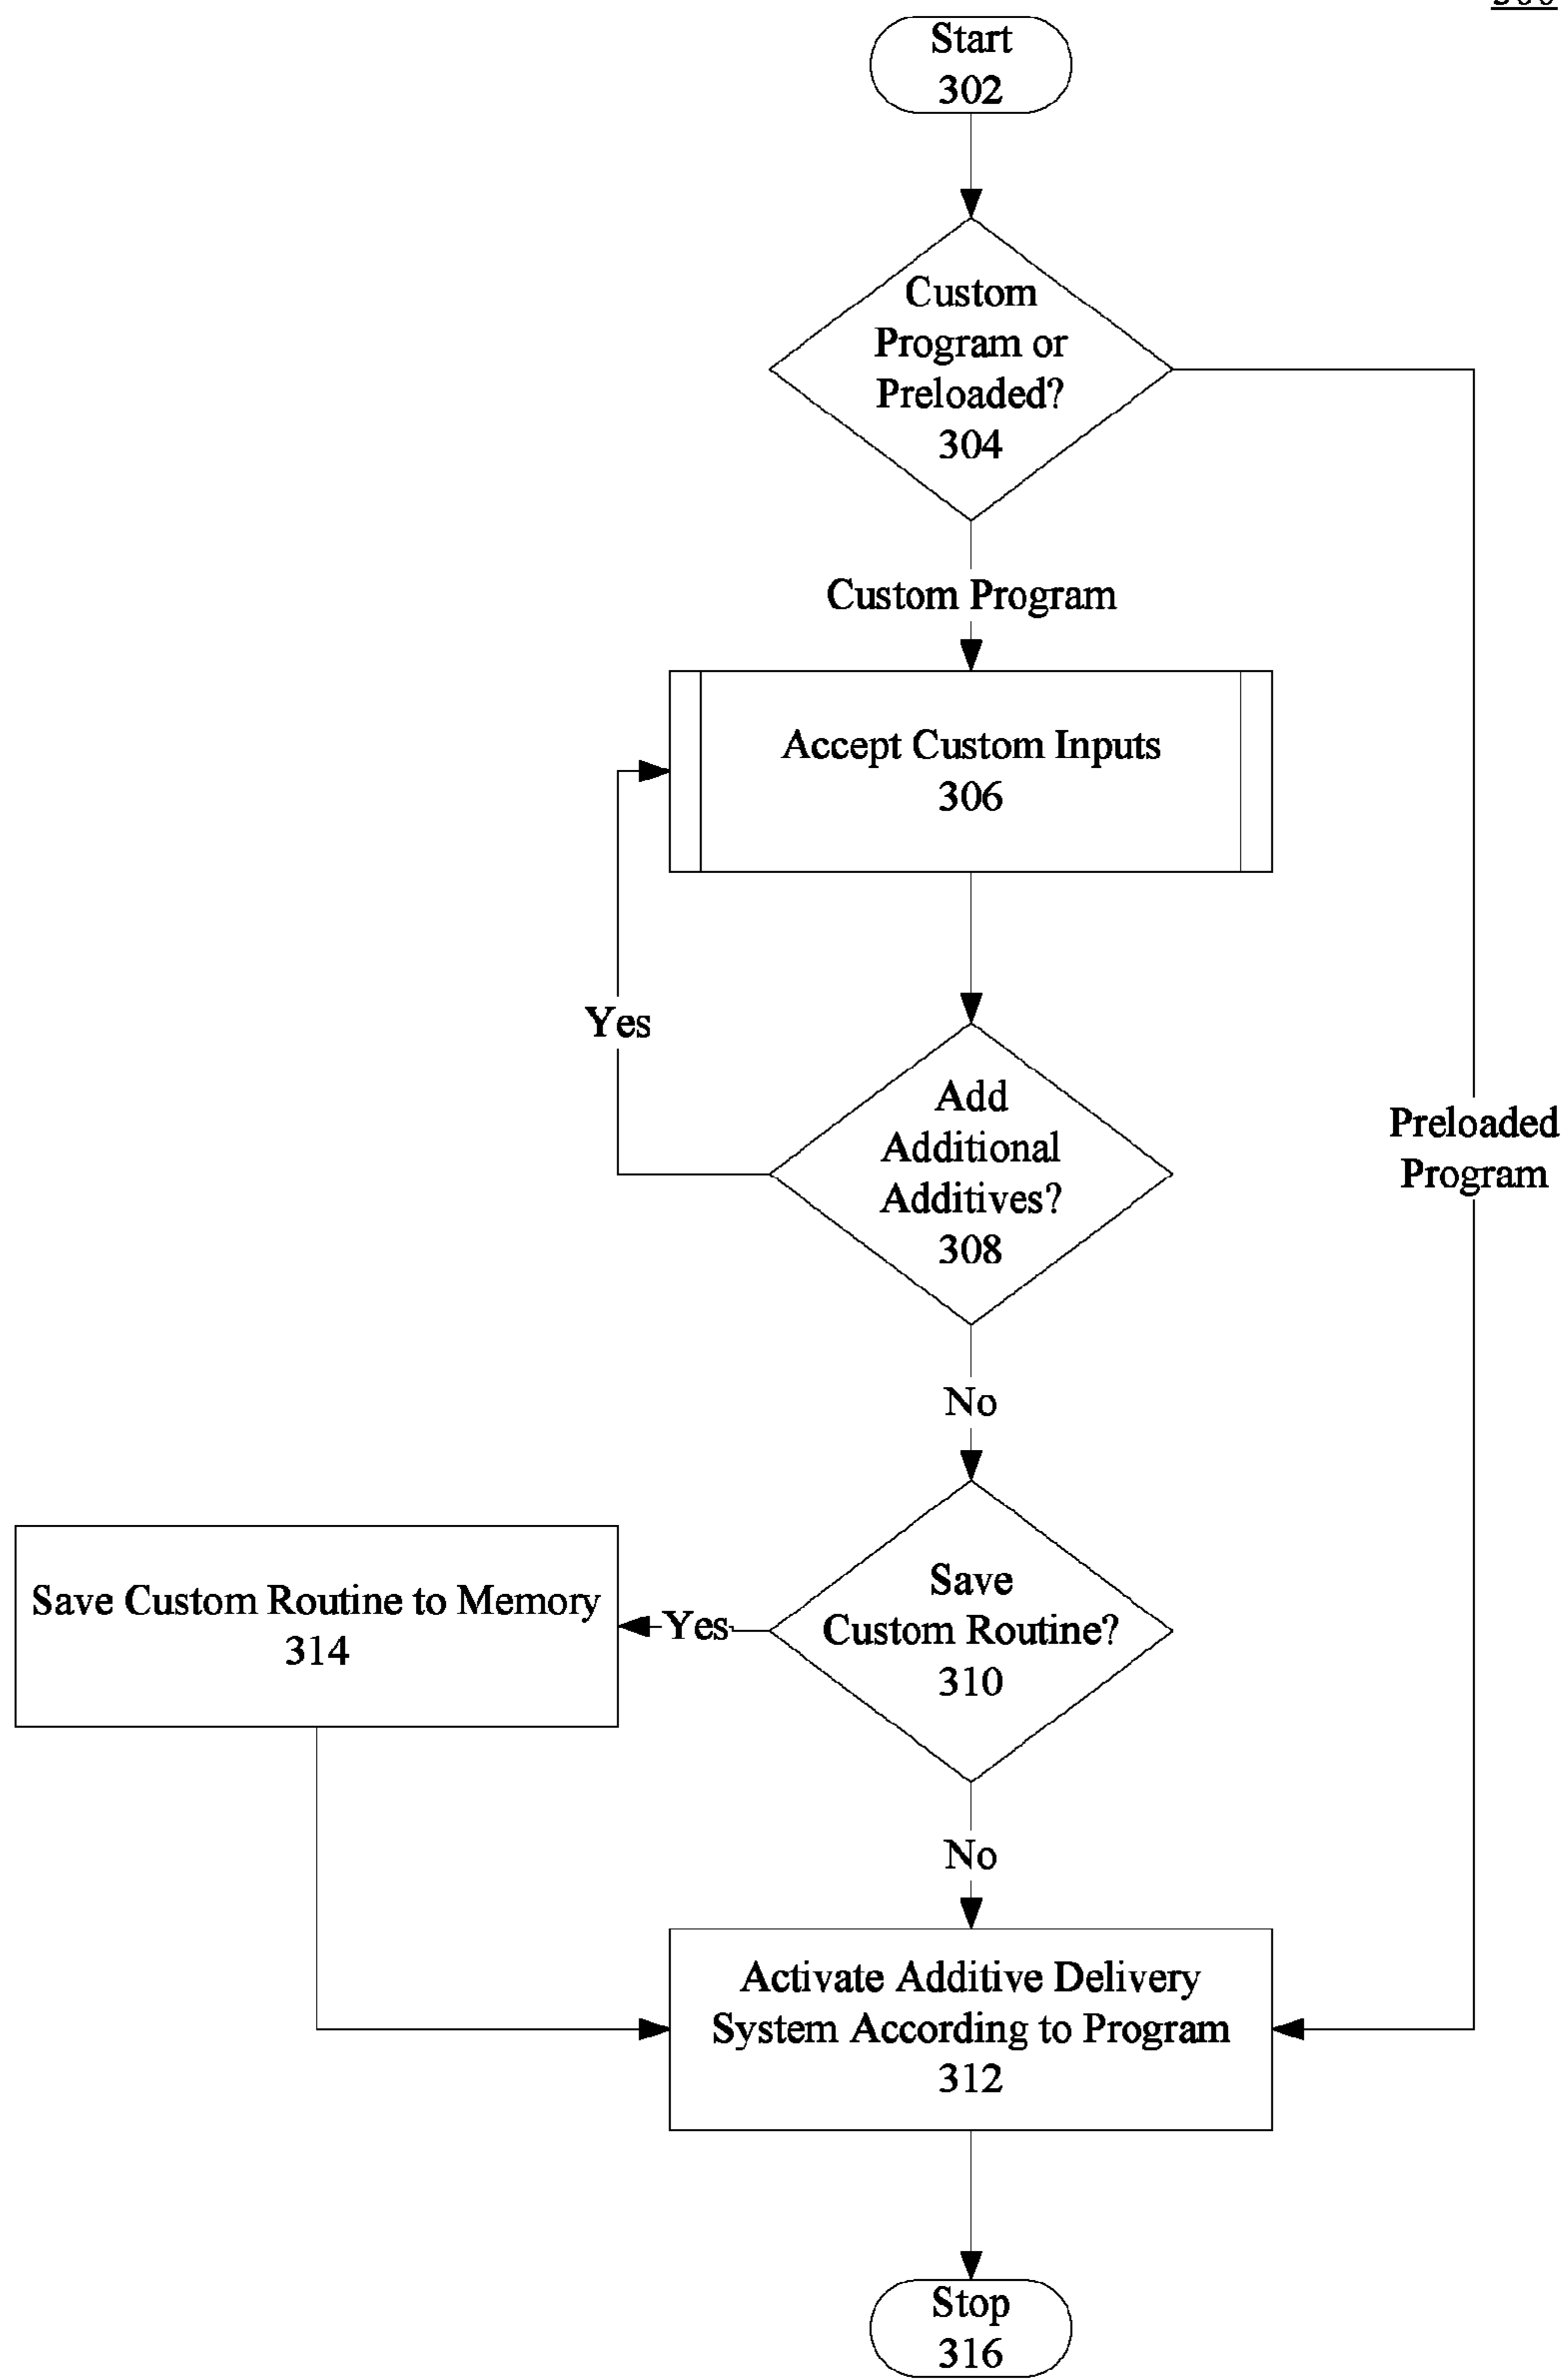 Start
302
Custom
Program or
Preloaded?
304
Custom Program
Accept Custom Inputs
306
Yes
Add
Additional
Additives?
308
Preloaded
Program
No
Save
Custom Routine?
310
Yes
Save Custom Routine to Memory
314
No
Activate Additive Delivery
System According to Program
312
Stop
316